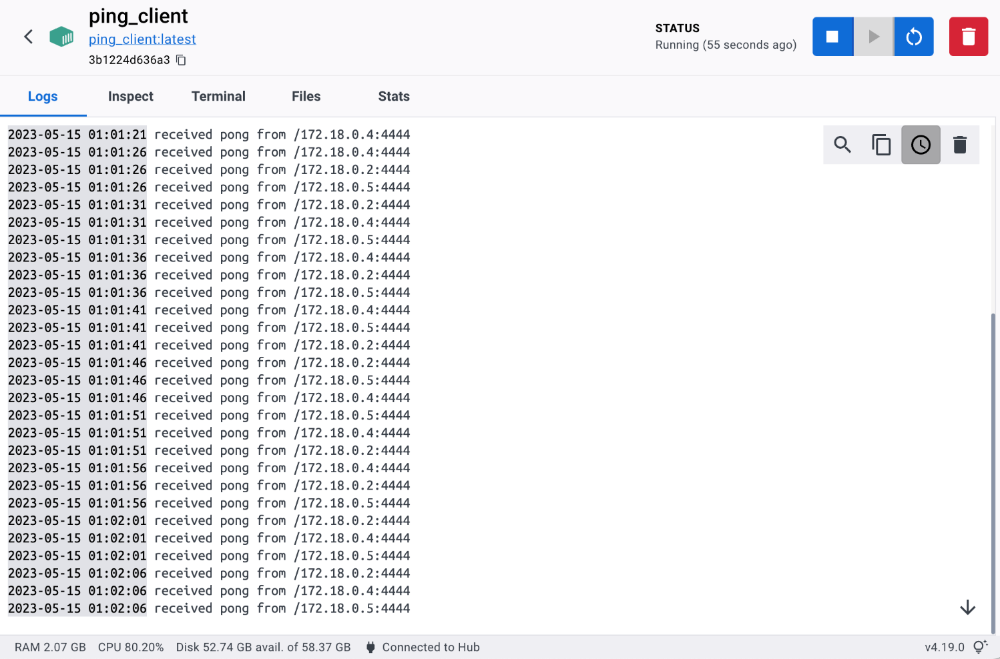 ping_client
ping_client:latest
3b1224d636a3
STATUS
Running (55 seconds ago)
Logs Inspect Terminal Files Stats
2023-05-15 01:01:21 received pong from /172.18.0.4:4444
2023-05-15 01:01:26 received pong from /172.18.0.4:4444
2023-05-15 01:01:26 received pong from /172.18.0.2:4444
2023-05-15 01:01:26 received pong from /172.18.0.5:4444
2023-05-15 01:01:31 received pong from /172.18.0.2:4444
2023-05-15 01:01:31 received pong from /172.18.0.4:4444
2023-05-15 01:01:31 received pong from /172.18.0.5:4444
2023-05-15 01:01:36 received pong from /172.18.0.4:4444
2023-05-15 01:01:36 received pong from /172.18.0.2:4444
2023-05-15 01:01:36 received pong from /172.18.0.5:4444
2023-05-15 01:01:41 received pong from /172.18.0.4:4444
2023-05-15 01:01:41 received pong from /172.18.0.5:4444
2023-05-15 01:01:41 received pong from /172.18.0.2:4444
2023-05-15 01:01:46 received pong from /172.18.0.2:4444
2023-05-15 01:01:46 received pong from /172.18.0.5:4444
2023-05-15 01:01:46 received pong from /172.18.0.4:4444
2023-05-15 01:01:51 received pong from /172.18.0.5:4444
2023-05-15 01:01:51 received pong from /172.18.0.4:4444
2023-05-15 01:01:51 received pong from /172.18.0.2:4444
2023-05-15 01:01:56 received pong from /172.18.0.4:4444
2023-05-15 01:01:56 received pong from /172.18.0.2:4444
2023-05-15 01:01:56 received pong from /172.18.0.5:4444
2023-05-15 01:02:01 received pong from /172.18.0.2:4444
2023-05-15 01:02:01 received pong from /172.18.0.4:4444
2023-05-15 01:02:01 received pong from /172.18.0.5:4444
2023-05-15 01:02:06 received pong from /172.18.0.2:4444
2023-05-15 01:02:06 received pong from /172.18.0.4:4444
2023-05-15 01:02:06 received pong from /172.18.0.5:4444
RAM 2.07 GB CPU 80.20% Disk 52.74 GB avail. of 58.37 GB Connected to Hub v4.19.0